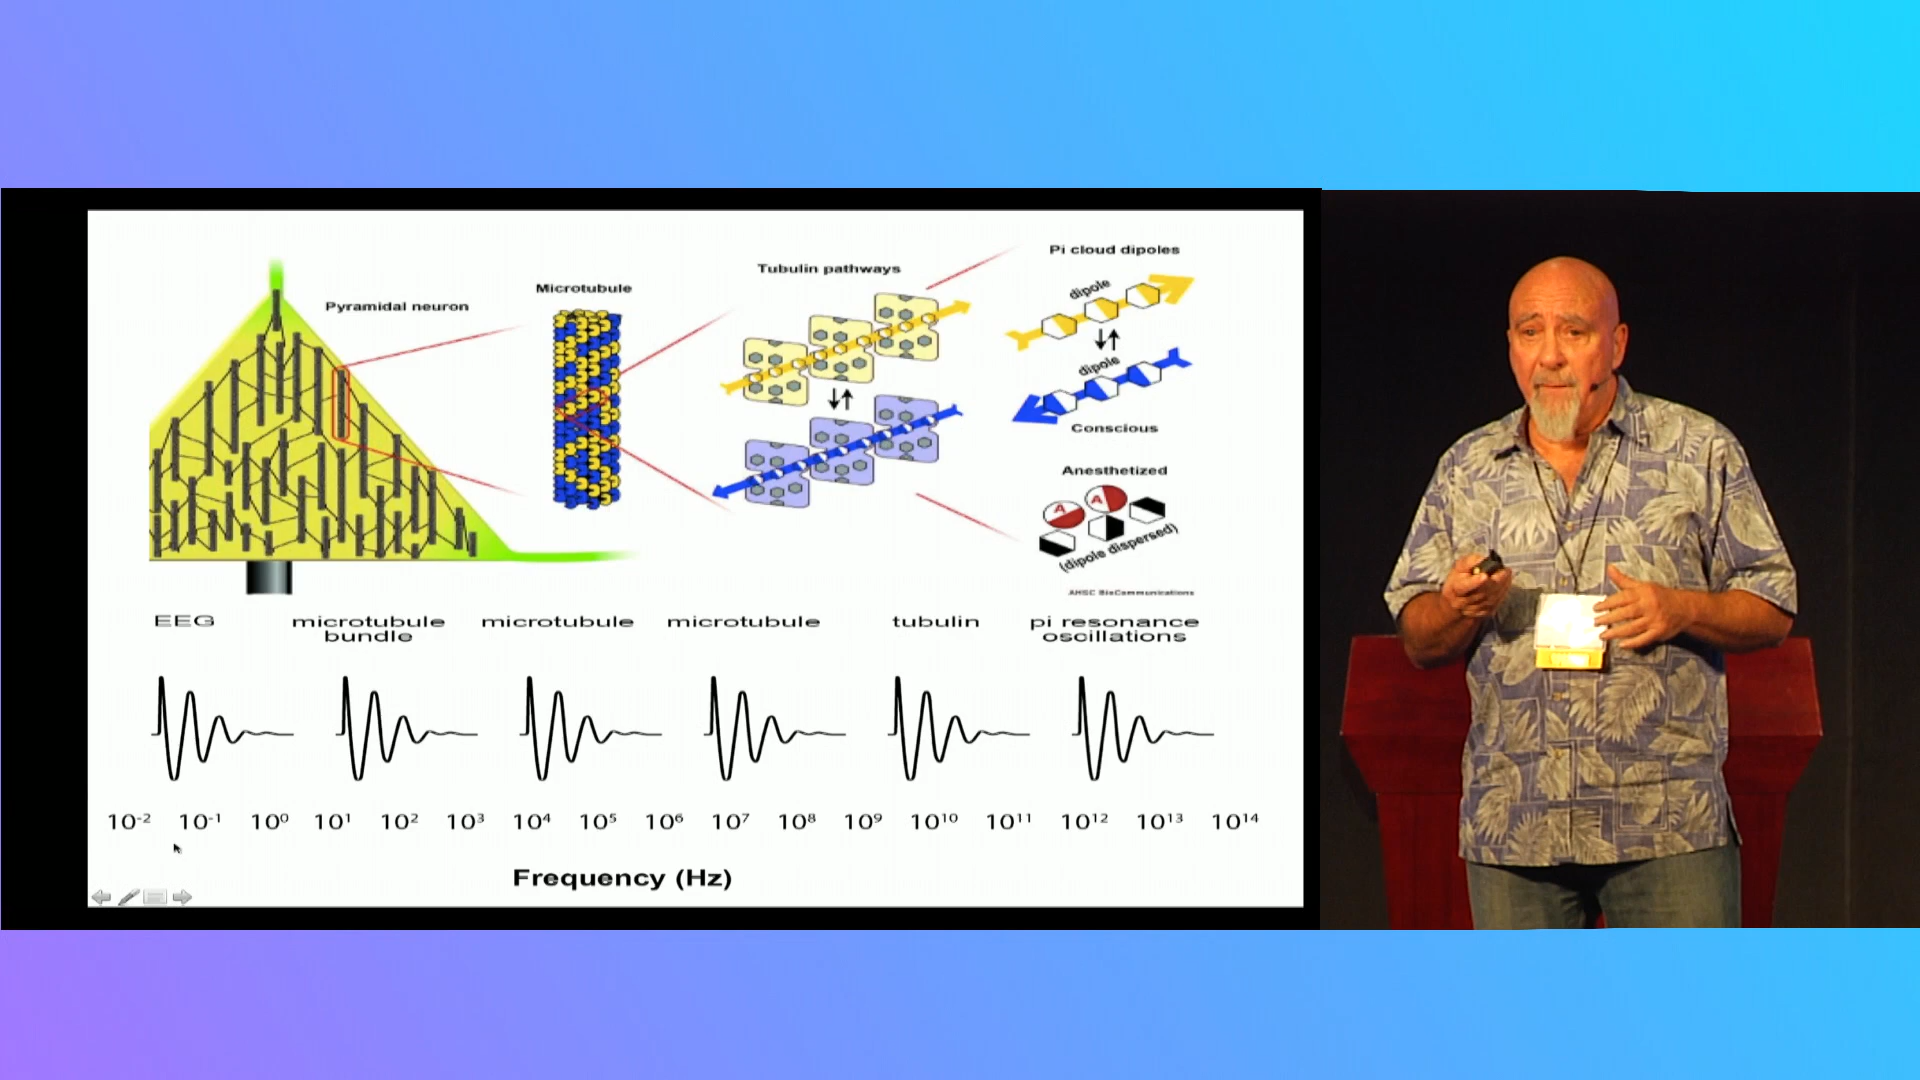 Pyramidal neuron
Microtubule
Tubulin pathways
Pi cloud dipoles
dipole
dipole
Conscious
Anesthetized
A A
(dipole dispersed)
AHSC BioCommunications
EEG
microtubule
bundle
microtubule
microtubule
tubulin
pi resonance
oscillations
10⁻² 10⁻¹ 10⁰ 10¹ 10² 10³ 10⁴ 10⁵ 10⁶ 10⁷ 10⁸ 10⁹ 10¹⁰ 10¹¹ 10¹² 10¹³ 10¹⁴
Frequency (Hz)